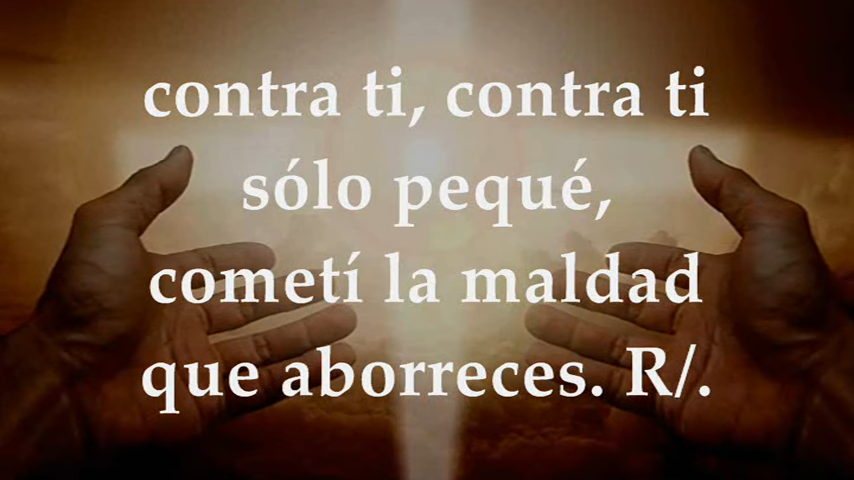 contra ti, contra ti
sólo pequé,
cometí la maldad
que aborreces. R/.